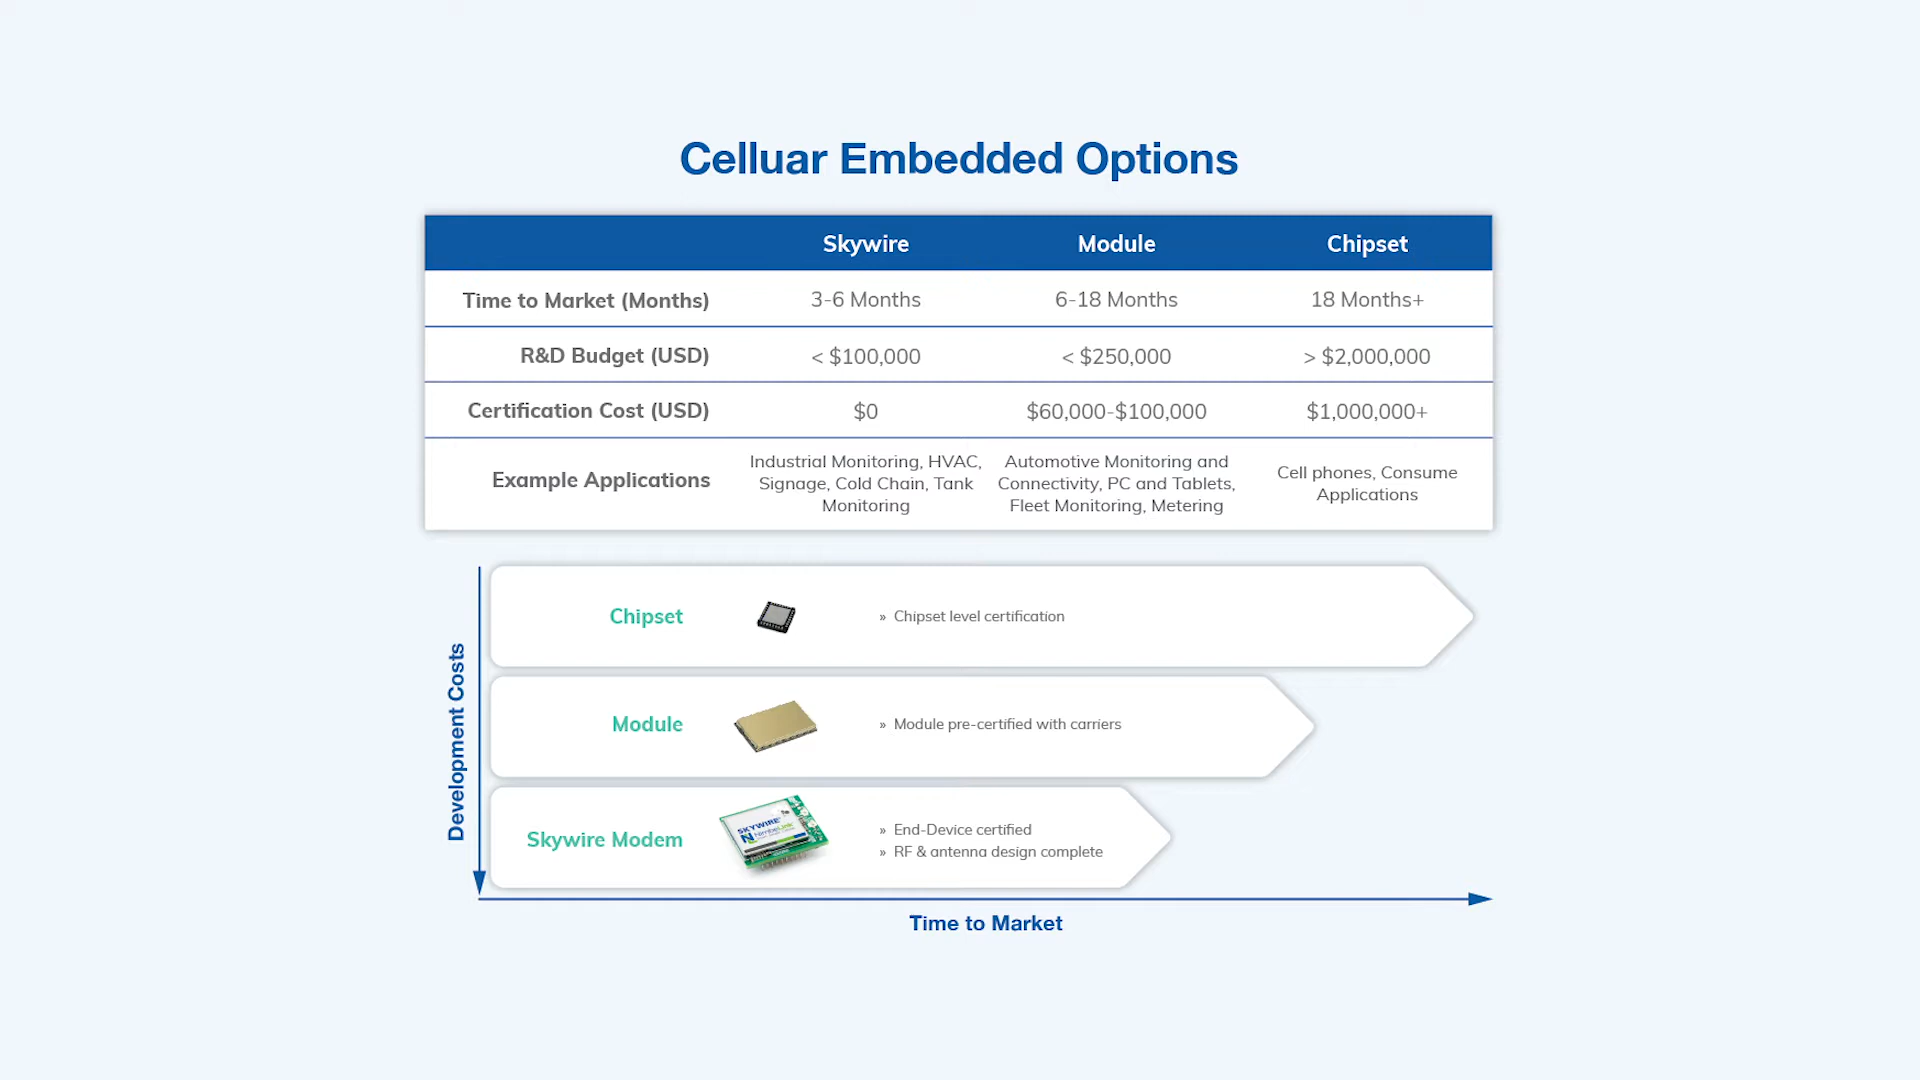 Celluar Embedded Options
Skywire Module Chipset
Time to Market (Months) 3-6 Months 6-18 Months 18 Months+
R&D Budget (USD) < $100,000 < $250,000 > $2,000,000
Certification Cost (USD) $0 $60,000-$100,000 $1,000,000+
Example Applications
Industrial Monitoring, HVAC,
Signage, Cold Chain, Tank
Monitoring
Automotive Monitoring and
Connectivity, PC and Tablets,
Fleet Monitoring, Metering
Cell phones, Consume
Applications
Development Costs
Chipset
» Chipset level certification
Module
» Module pre-certified with carriers
Skywire Modem
SKYWIRE
NimbeLink
» End-Device certified
» RF & antenna design complete
Time to Market